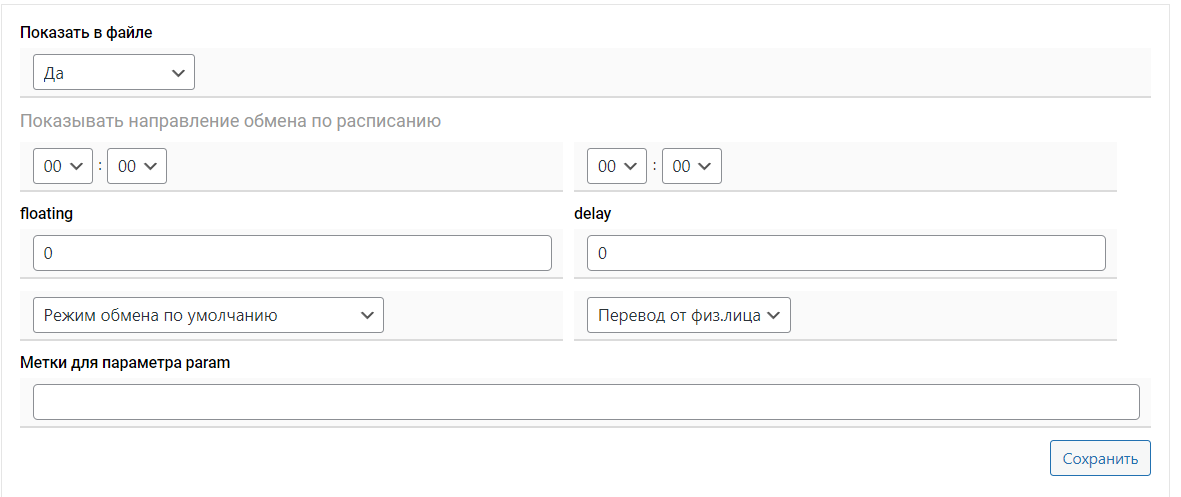 Показать в файле
Да
Показывать направление обмена по расписанию
00 : 00 00 : 00
floating delay
0 0
Режим обмена по умолчанию Перевод от физ.лица
Метки для параметра param
Сохранить